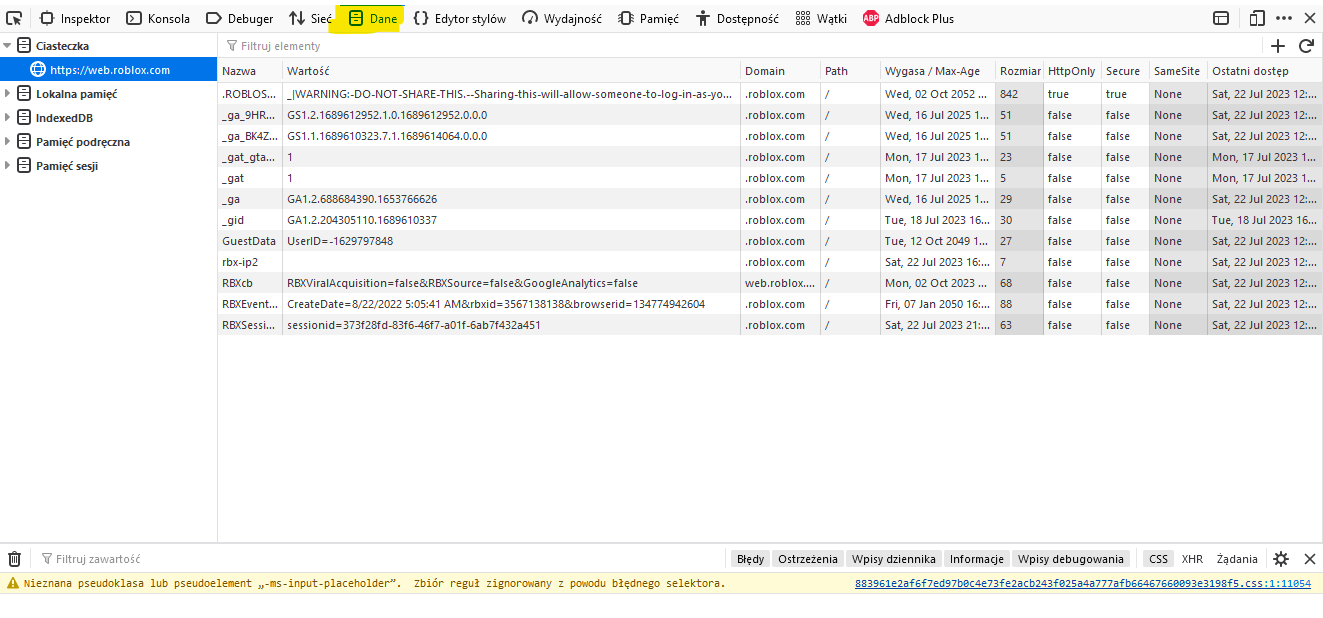 Inspektor Konsola Debuger Sieć Dane Edytor stylów Wydajność Pamięć Dostępność Wątki ABP Adblock Plus
Ciasteczka Filtruj elementy
https://web.roblox.com Nazwa Wartość Domain Path Wygasa / Max-Age Rozmiar HttpOnly Secure SameSite Ostatni dostęp
Lokalna pamięć .ROBLOS... _|WARNING:-DO-NOT-SHARE-THIS.--Sharing-this-will-allow-someone-to-log-in-as-yo... .roblox.com / Wed, 02 Oct 2052 ... 842 true true None Sat, 22 Jul 2023 12:...
IndexedDB _ga_9HR... GS1.2.1689612952.1.0.1689612952.0.0.0 .roblox.com / Wed, 16 Jul 2025 1... 51 false false None Sat, 22 Jul 2023 12:...
Pamięć podręczna _ga_BK4Z... GS1.1.1689610323.7.1.1689614064.0.0.0 .roblox.com / Wed, 16 Jul 2025 1... 51 false false None Sat, 22 Jul 2023 12:...
Pamięć sesji _gat_gta... 1 .roblox.com / Mon, 17 Jul 2023 1... 23 false false None Mon, 17 Jul 2023 1...
_gat 1 .roblox.com / Mon, 17 Jul 2023 1... 5 false false None Mon, 17 Jul 2023 1...
_ga GA1.2.688684390.1653766626 .roblox.com / Wed, 16 Jul 2025 1... 29 false false None Sat, 22 Jul 2023 12:...
_gid GA1.2.204305110.1689610337 .roblox.com / Tue, 18 Jul 2023 16... 30 false false None Tue, 18 Jul 2023 16...
GuestData UserID=-1629797848 .roblox.com / Tue, 12 Oct 2049 1... 27 false false None Sat, 22 Jul 2023 12:...
rbx-ip2 .roblox.com / Sat, 22 Jul 2023 16:... 7 false false None Sat, 22 Jul 2023 12:...
RBXcb RBXViralAcquisition=false&RBXSource=false&GoogleAnalytics=false web.roblox.... / Mon, 02 Oct 2023 ... 68 false false None Sat, 22 Jul 2023 12:...
RBXEvent... CreateDate=8/22/2022 5:05:41 AM&rbxid=3567138138&browserid=134774942604 .roblox.com / Fri, 07 Jan 2050 16:... 88 false false None Sat, 22 Jul 2023 12:...
RBXSessi... sessionid=373f28fd-83f6-46f7-a01f-6ab7f432a451 .roblox.com / Sat, 22 Jul 2023 21:... 63 false false None Sat, 22 Jul 2023 12:...
Filtruj zawartość Błędy Ostrzeżenia Wpisy dziennika Informacje Wpisy debugowania CSS XHR Żądania
Nieznana pseudoklasa lub pseudoelement „-ms-input-placeholder”. Zbiór reguł zignorowany z powodu błędnego selektora. 883961e2af6f7ed97b0c4e73fe2acb243f025a4a777afb66467660093e3198f5.css:1:11054